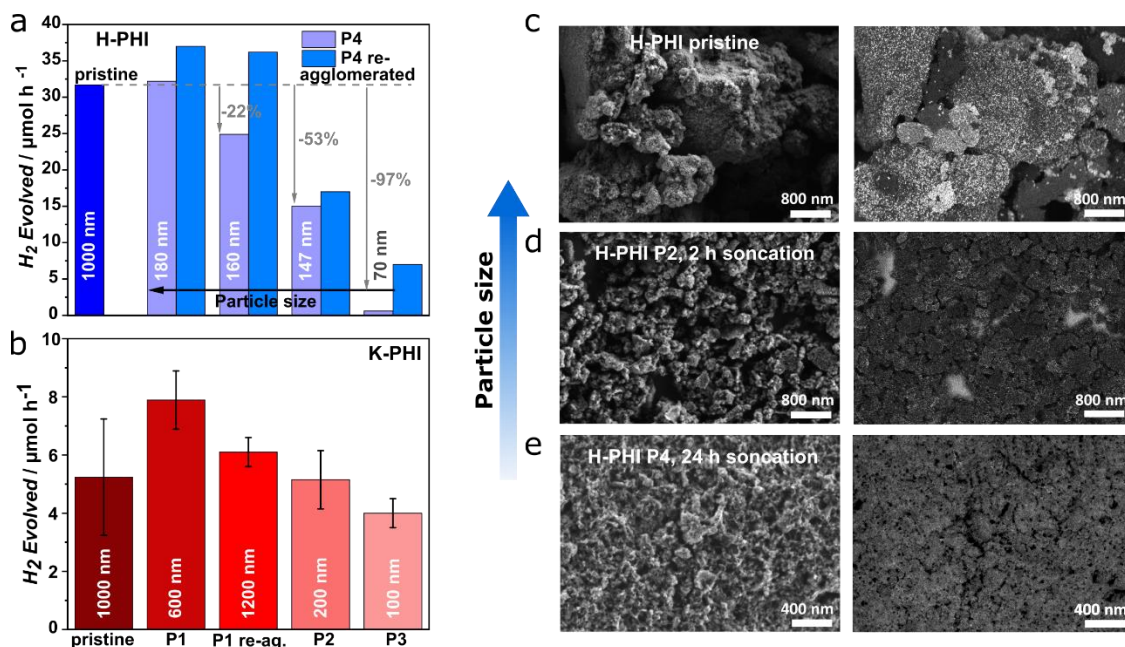 a
H₂ Evolved / µmol h⁻¹
40
35
30
25
20
15
10
5
0
H-PHI
P4
P4 re-
agglomerated
pristine
-22%
-53%
-97%
1000 nm
180 nm
160 nm
147 nm
70 nm
Particle size
b
H₂ Evolved / µmol h⁻¹
10
8
6
4
2
0
K-PHI
1000 nm
600 nm
1200 nm
200 nm
100 nm
pristine
P1
P1 re-ag.
P2
P3
Particle size
c
H-PHI pristine
800 nm
800 nm
d
H-PHI P2, 2 h soncation
800 nm
800 nm
e
H-PHI P4, 24 h soncation
400 nm
400 nm